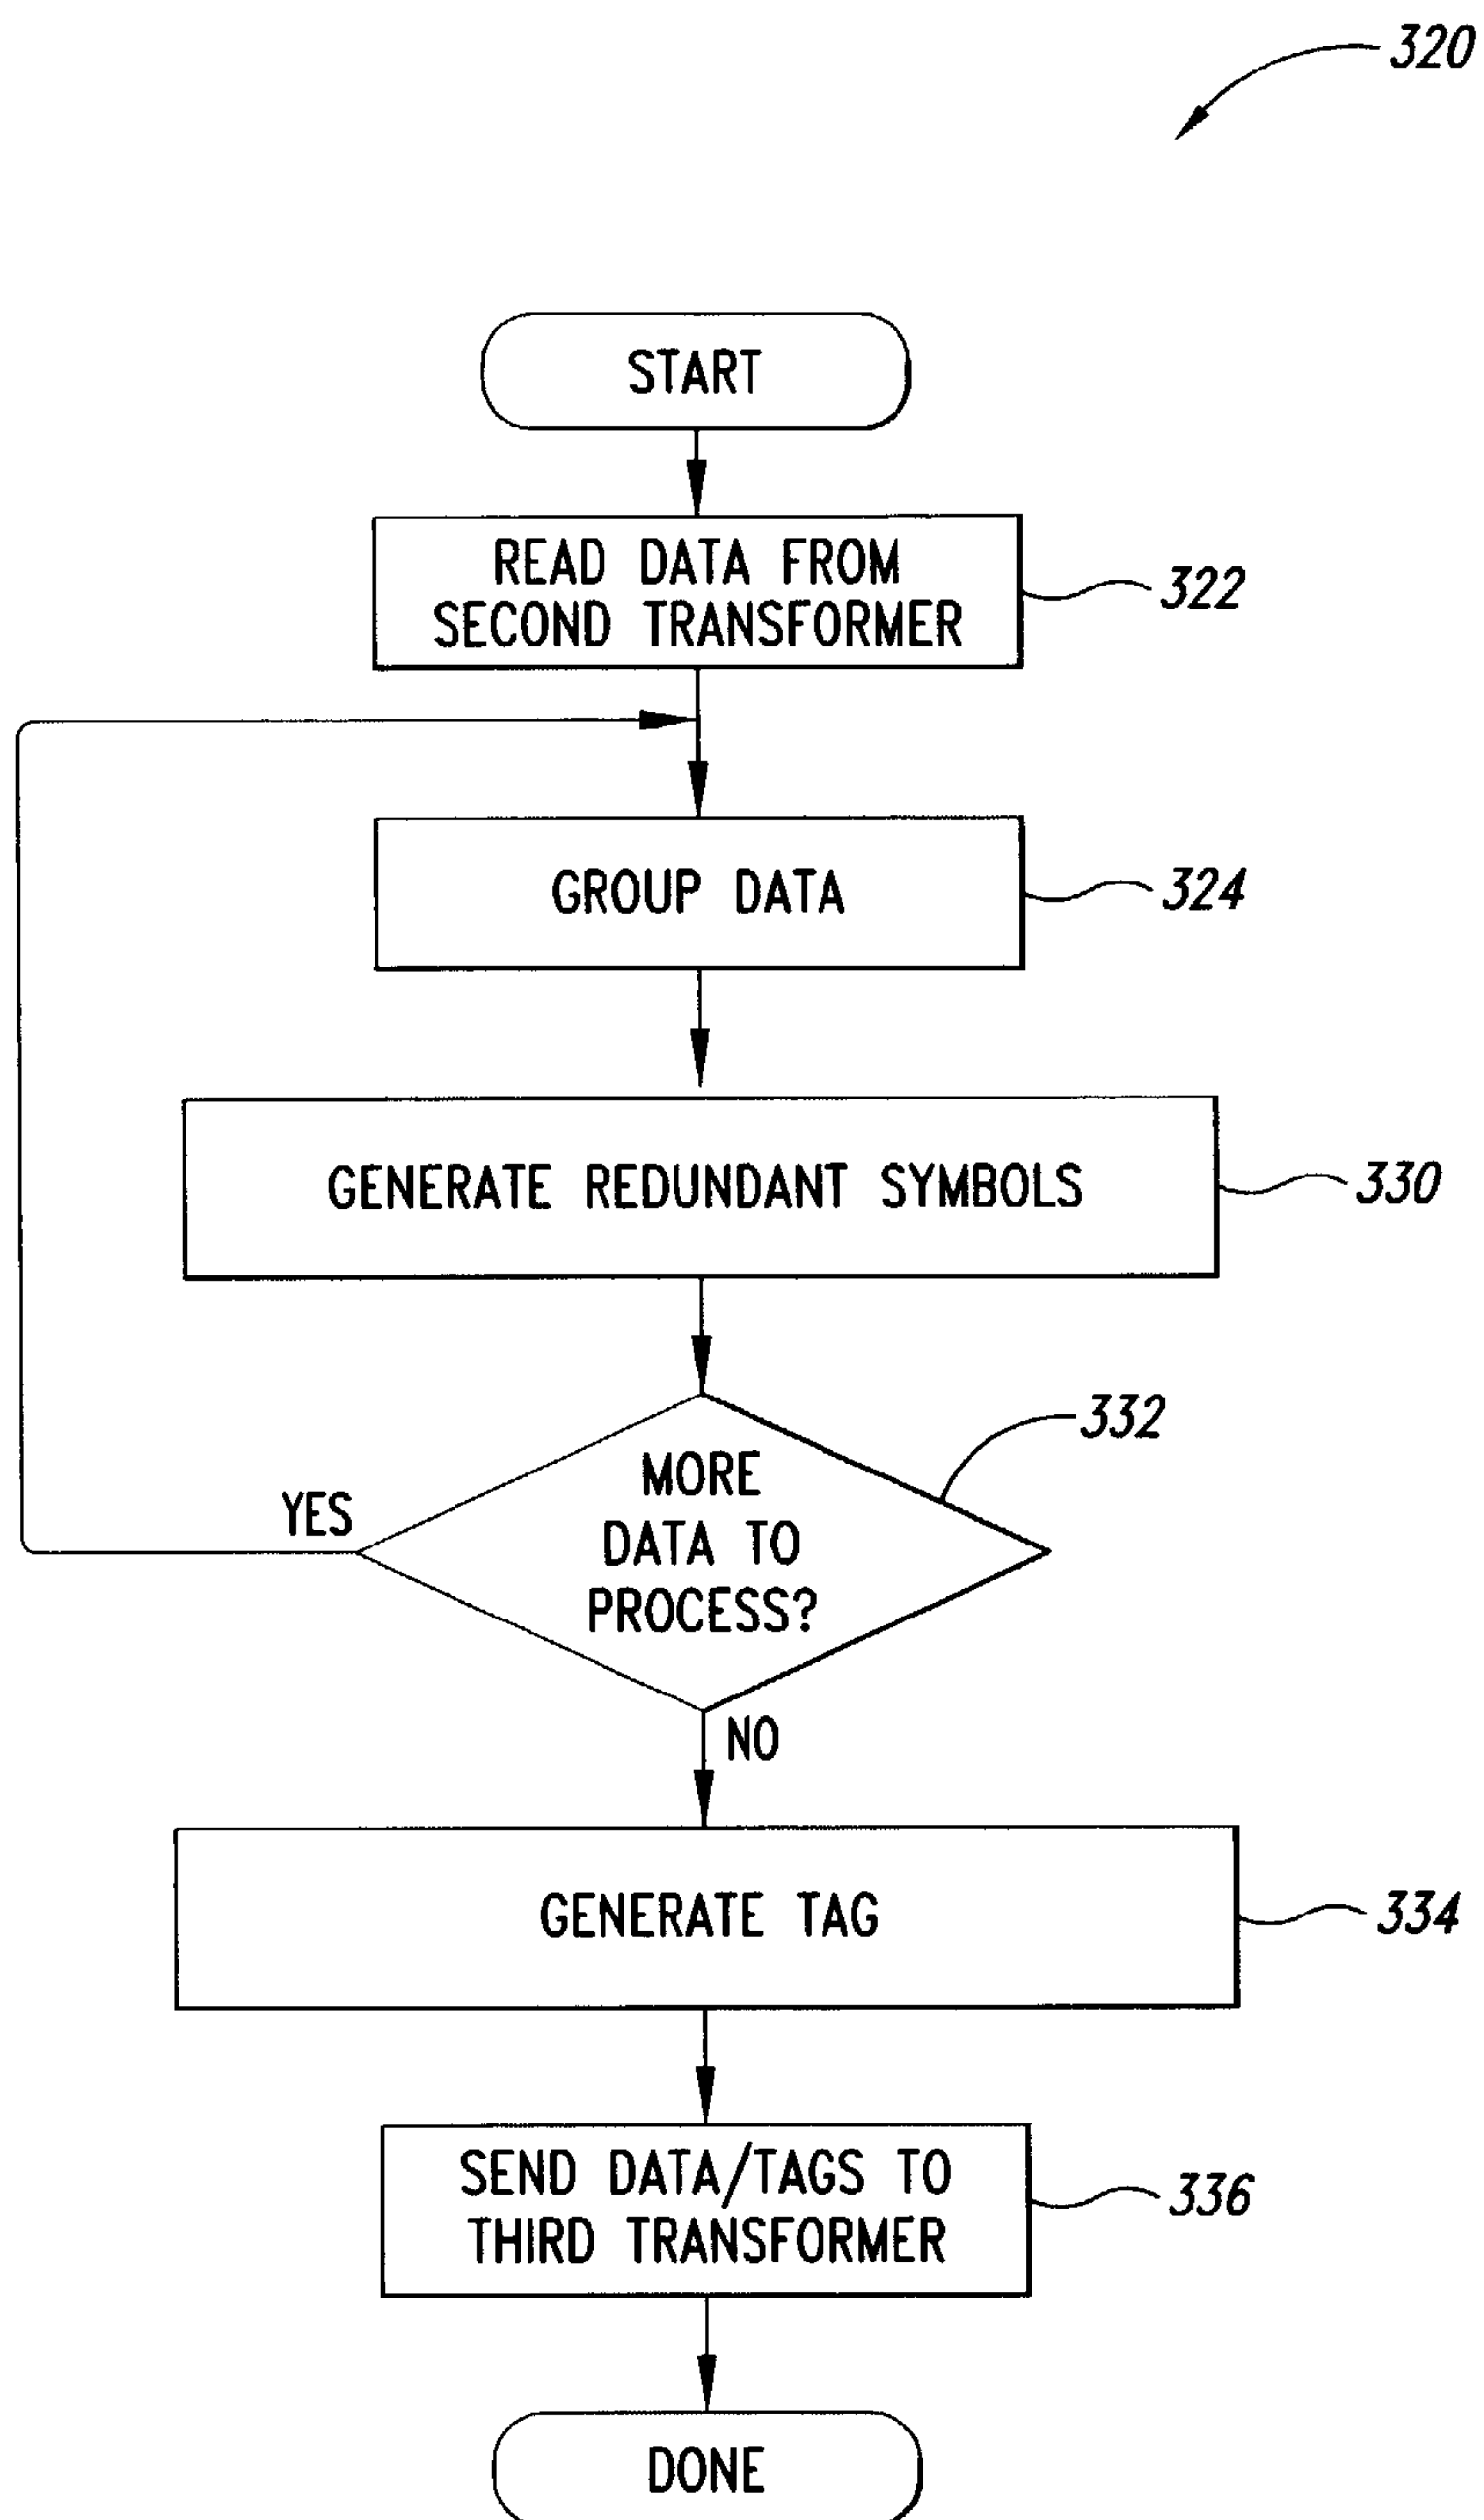 320
START
READ DATA FROM
SECOND TRANSFORMER
322
GROUP DATA
324
GENERATE REDUNDANT SYMBOLS
330
332
MORE
DATA TO
PROCESS?
YES
NO
GENERATE TAG
334
SEND DATA/TAGS TO
THIRD TRANSFORMER
336
DONE